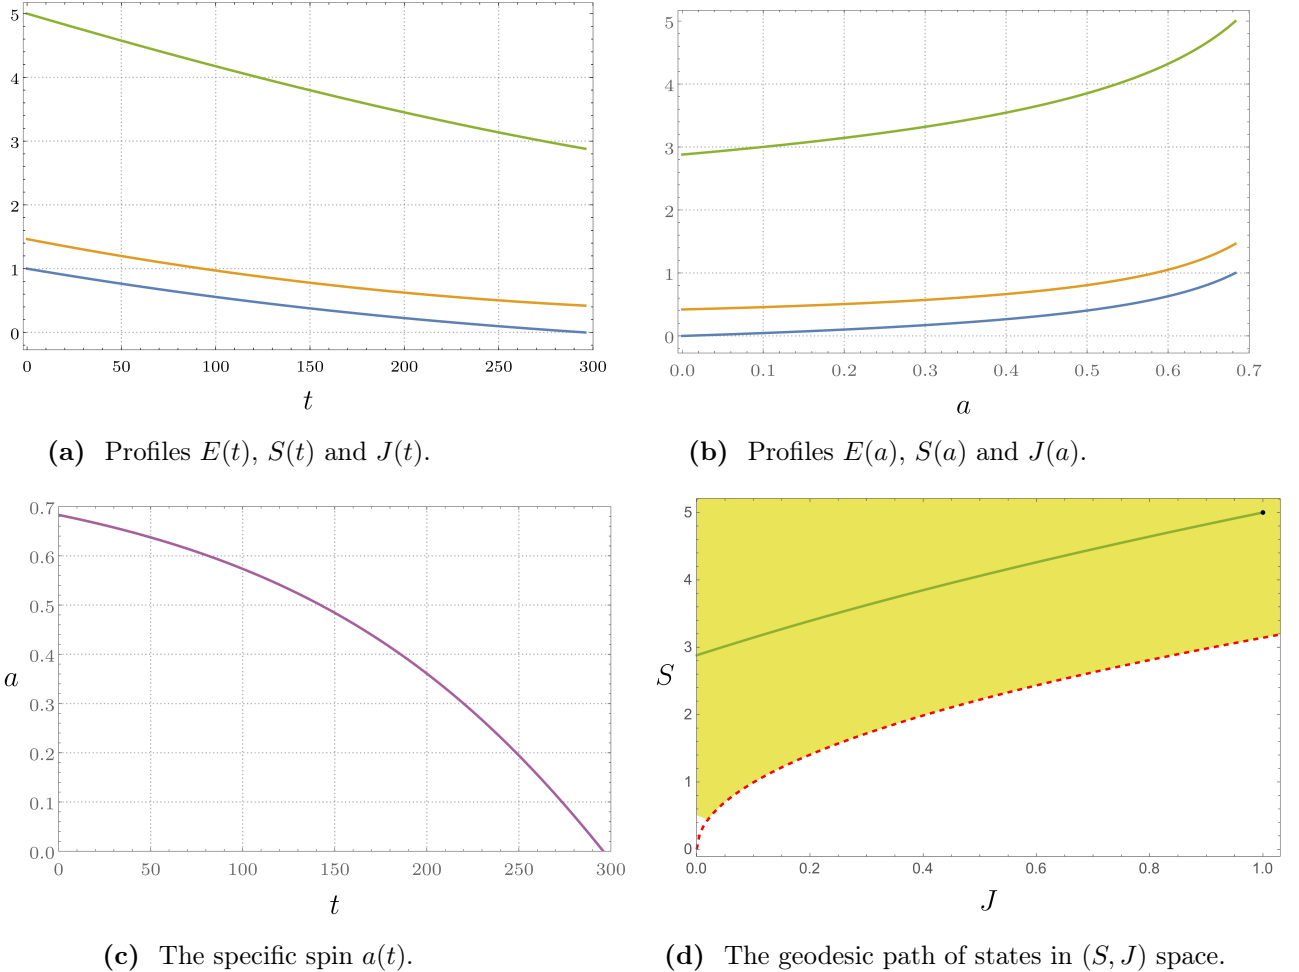 5
4
3
2
1
0
0 50 100 150 200 250 300
t
(a) Profiles E(t), S(t) and J(t).
5
4
3
2
1
0
0.0 0.1 0.2 0.3 0.4 0.5 0.6 0.7
a
(b) Profiles E(a), S(a) and J(a).
0.7
0.6
0.5
0.4
a
0.3
0.2
0.1
0.0
0 50 100 150 200 250 300
t
(c) The specific spin a(t).
5
4
3
S
2
1
0
0.0 0.2 0.4 0.6 0.8 1.0
J
(d) The geodesic path of states in (S, J) space.